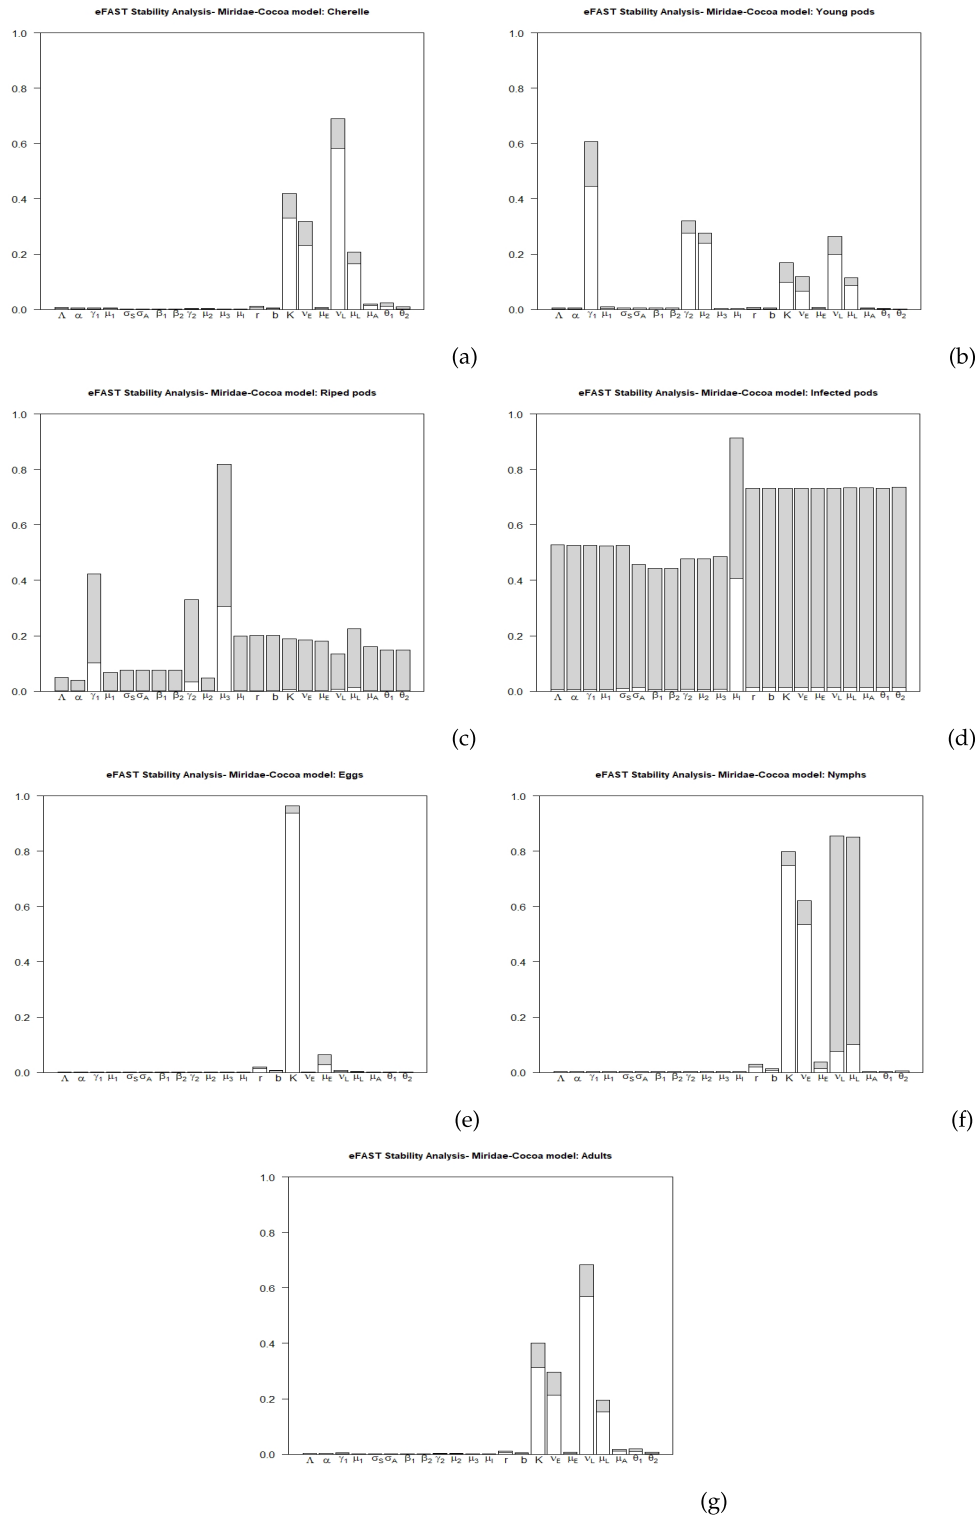 eFAST Stability Analysis- Miridae-Cocoa model: Cherelle
1.0
0.8
0.6
0.4
0.2
0.0
Λ α γ1 μ1 σS σA β1 β2 γ2 μ2 μ3 μI r b K νE μE νL μL μA θ1 θ2
(a)
eFAST Stability Analysis- Miridae-Cocoa model: Young pods
1.0
0.8
0.6
0.4
0.2
0.0
Λ α γ1 μ1 σS σA β1 β2 γ2 μ2 μ3 μI r b K νE μE νL μL μA θ1 θ2
(b)
eFAST Stability Analysis- Miridae-Cocoa model: Riped pods
1.0
0.8
0.6
0.4
0.2
0.0
Λ α γ1 μ1 σS σA β1 β2 γ2 μ2 μ3 μI r b K νE μE νL μL μA θ1 θ2
(c)
eFAST Stability Analysis- Miridae-Cocoa model: Infected pods
1.0
0.8
0.6
0.4
0.2
0.0
Λ α γ1 μ1 σS σA β1 β2 γ2 μ2 μ3 μI r b K νE μE νL μL μA θ1 θ2
(d)
eFAST Stability Analysis- Miridae-Cocoa model: Eggs
1.0
0.8
0.6
0.4
0.2
0.0
Λ α γ1 μ1 σS σA β1 β2 γ2 μ2 μ3 μI r b K νE μE νL μL μA θ1 θ2
(e)
eFAST Stability Analysis- Miridae-Cocoa model: Nymphs
1.0
0.8
0.6
0.4
0.2
0.0
Λ α γ1 μ1 σS σA β1 β2 γ2 μ2 μ3 μI r b K νE μE νL μL μA θ1 θ2
(f)
eFAST Stability Analysis- Miridae-Cocoa model: Adults
1.0
0.8
0.6
0.4
0.2
0.0
Λ α γ1 μ1 σS σA β1 β2 γ2 μ2 μ3 μI r b K νE μE νL μL μA θ1 θ2
(g)